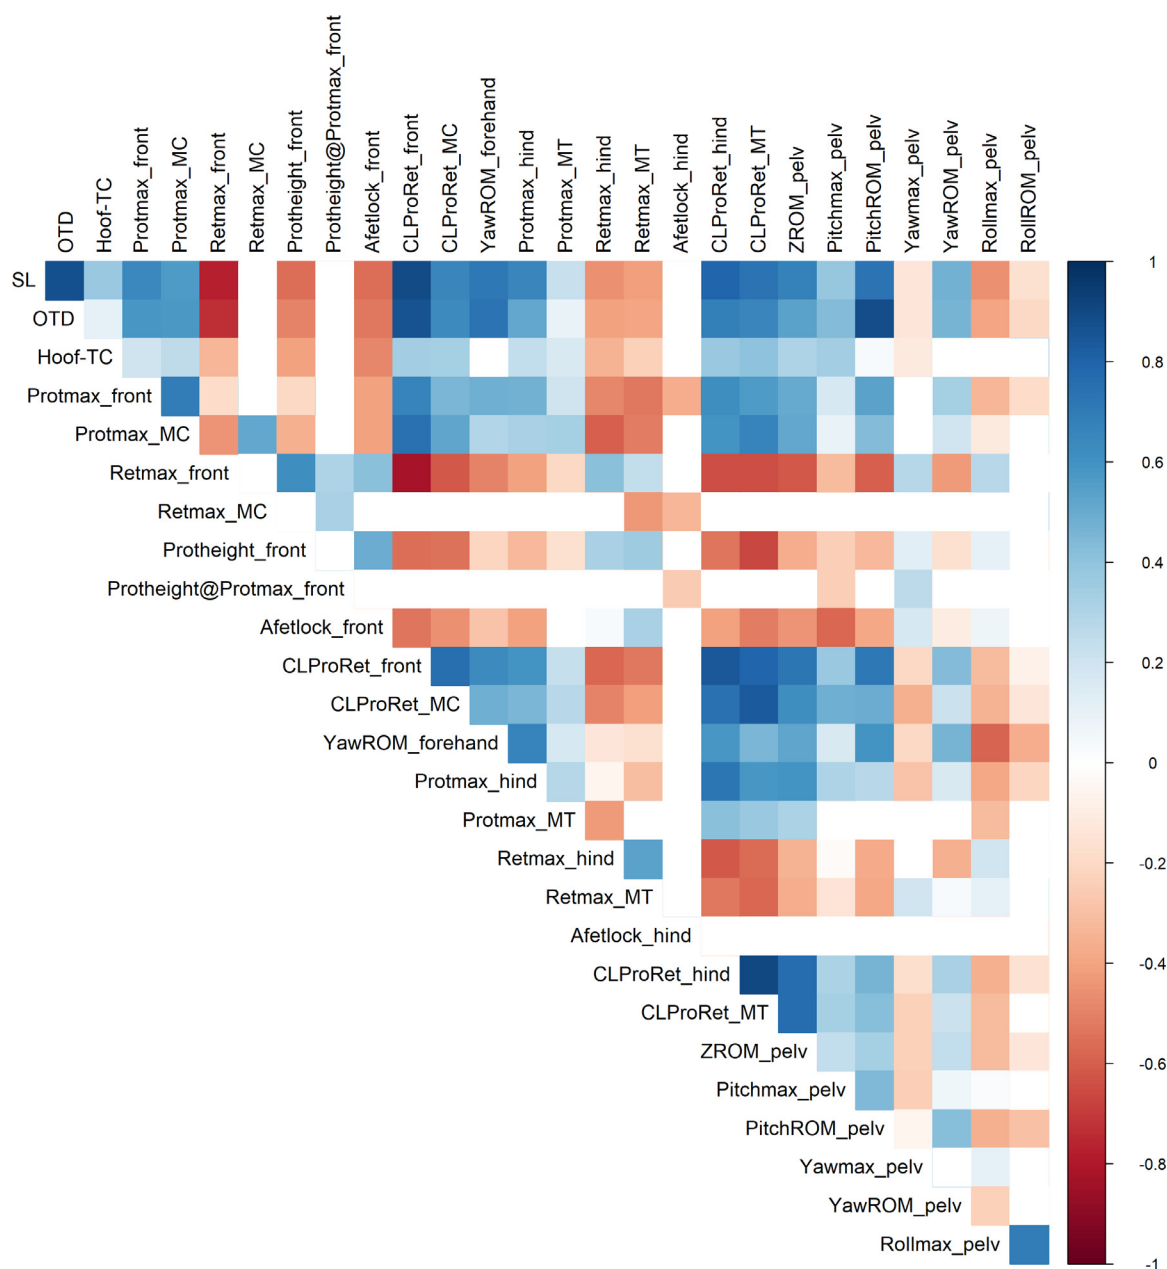 OTD
Hoof-TC
Protmax_front
Protmax_MC
Retmax_front
Retmax_MC
Protheight_front
Protheight@Protmax_front
Afetlock_front
CLProRet_front
CLProRet_MC
YawROM_forehand
Protmax_hind
Protmax_MT
Retmax_hind
Retmax_MT
Afetlock_hind
CLProRet_hind
CLProRet_MT
ZROM_pelv
Pitchmax_pelv
PitchROM_pelv
Yawmax_pelv
YawROM_pelv
Rollmax_pelv
RollROM_pelv
SL
OTD
Hoof-TC
Protmax_front
Protmax_MC
Retmax_front
Retmax_MC
Protheight_front
Protheight@Protmax_front
Afetlock_front
CLProRet_front
CLProRet_MC
YawROM_forehand
Protmax_hind
Protmax_MT
Retmax_hind
Retmax_MT
Afetlock_hind
CLProRet_hind
CLProRet_MT
ZROM_pelv
Pitchmax_pelv
PitchROM_pelv
Yawmax_pelv
YawROM_pelv
Rollmax_pelv
1
0.8
0.6
0.4
0.2
0
-0.2
-0.4
-0.6
-0.8
-1